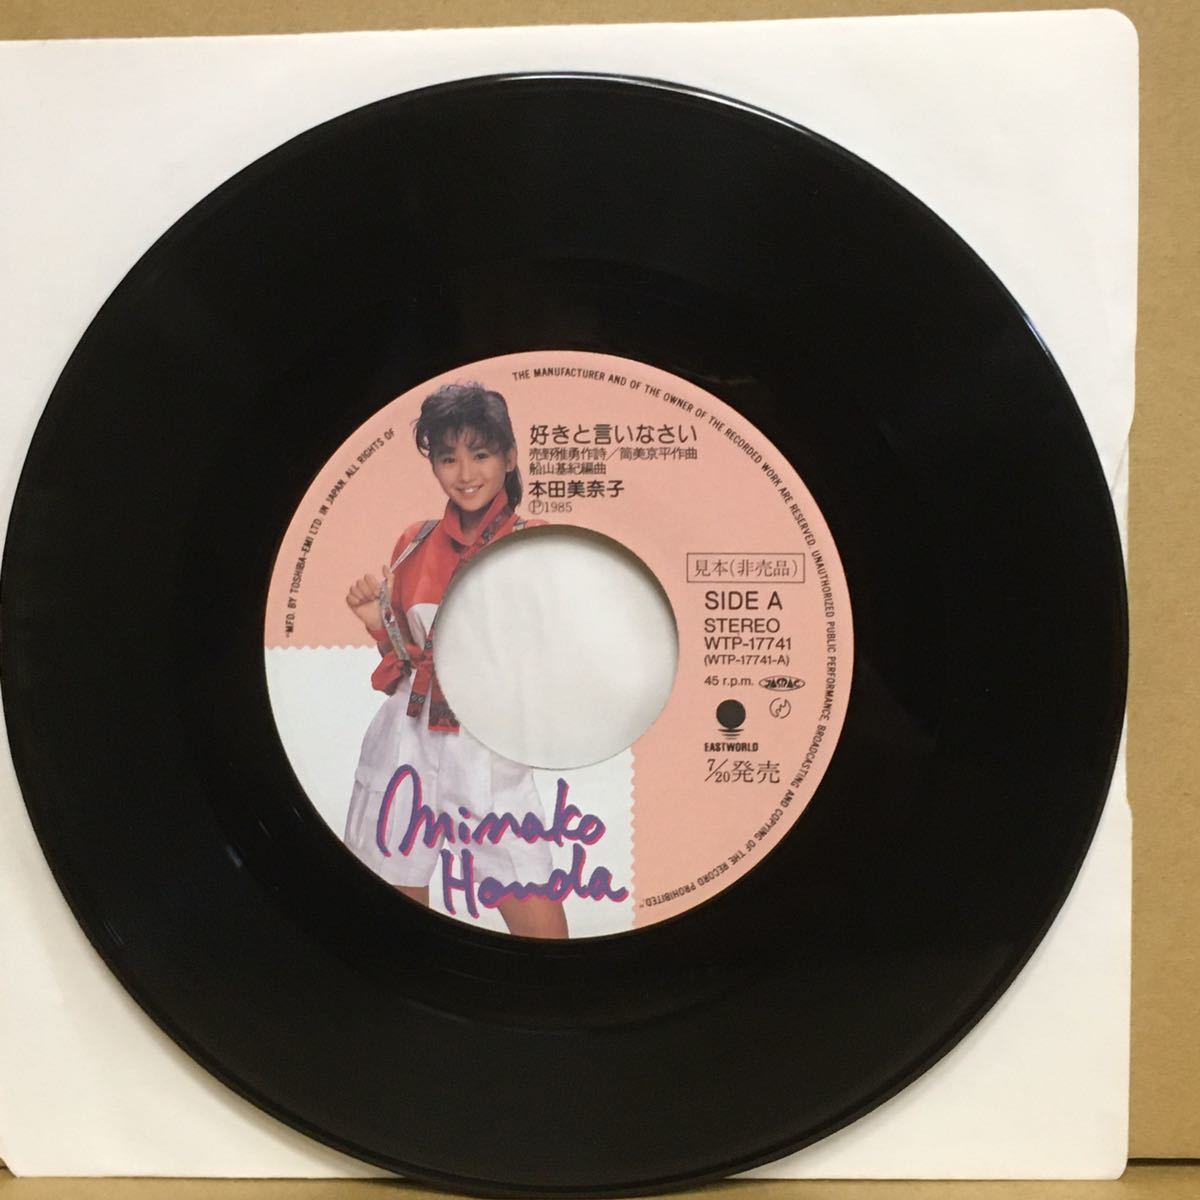 "MFD. BY TOSHIBA-EMI LTD. IN JAPAN. ALL RIGHTS OF THE MANUFACTURER AND OF THE OWNER OF THE RECORDED WORK ARE RESERVED. UNAUTHORIZED PUBLIC PERFORMANCE BROADCASTING AND COPYING OF THE RECORD PROHIBITED."
好きと言いなさい
売野雅勇作詩/筒美京平作曲
船山基紀編曲
本田美奈子
Ⓟ1985
見本(非売品)
SIDE A
STEREO
WTP-17741
(WTP-17741-A)
45 r.p.m. JASRAC
EASTWORLD
7/20発売
Minako
Honda